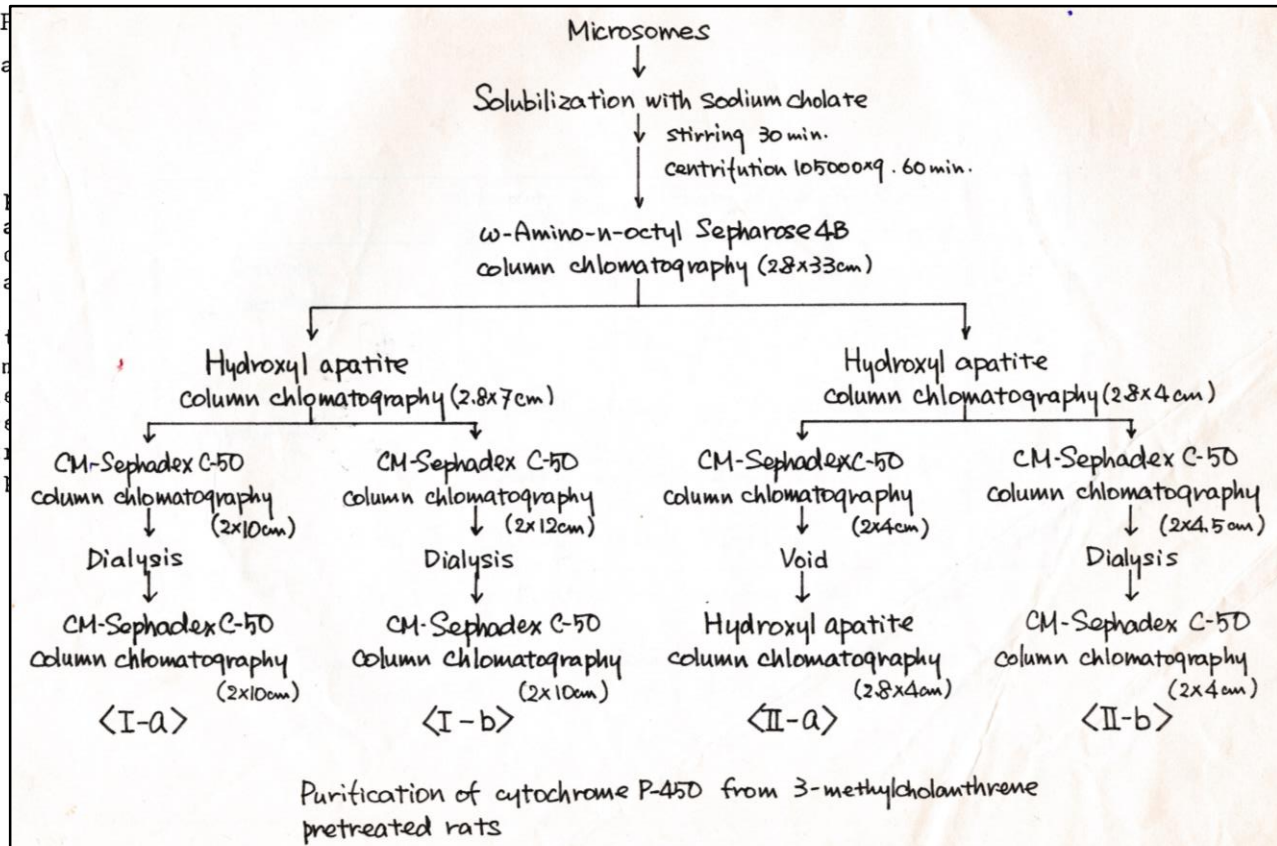 Microsomes
Solubilization with sodium cholate
stirring 30 min.
centrifution 105000×g . 60 min.
ω-Amino-n-octyl Sepharose 4B
column chlomatography (2.8×33cm)
Hydroxyl apatite
column chlomatography (2.8×7cm)
Hydroxyl apatite
column chlomatography (2.8×4cm)
CM-Sephadex C-50
column chlomatography
(2×10cm)
Dialysis
CM-Sephadex C-50
column chlomatography
(2×10cm)
<I-a>
CM-Sephadex C-50
column chlomatography
(2×12cm)
Dialysis
CM-Sephadex C-50
column chlomatography
(2×10cm)
<I-b>
CM-Sephadex C-50
column chlomatography
(2×4cm)
Void
Hydroxyl apatite
column chlomatography
(2.8×4cm)
<II-a>
CM-Sephadex C-50
column chlomatography
(2×4.5cm)
Dialysis
CM-Sephadex C-50
column chlomatography
(2×4cm)
<II-b>
Purification of cytochrome P-450 from 3-methylcholanthrene
pretreated rats